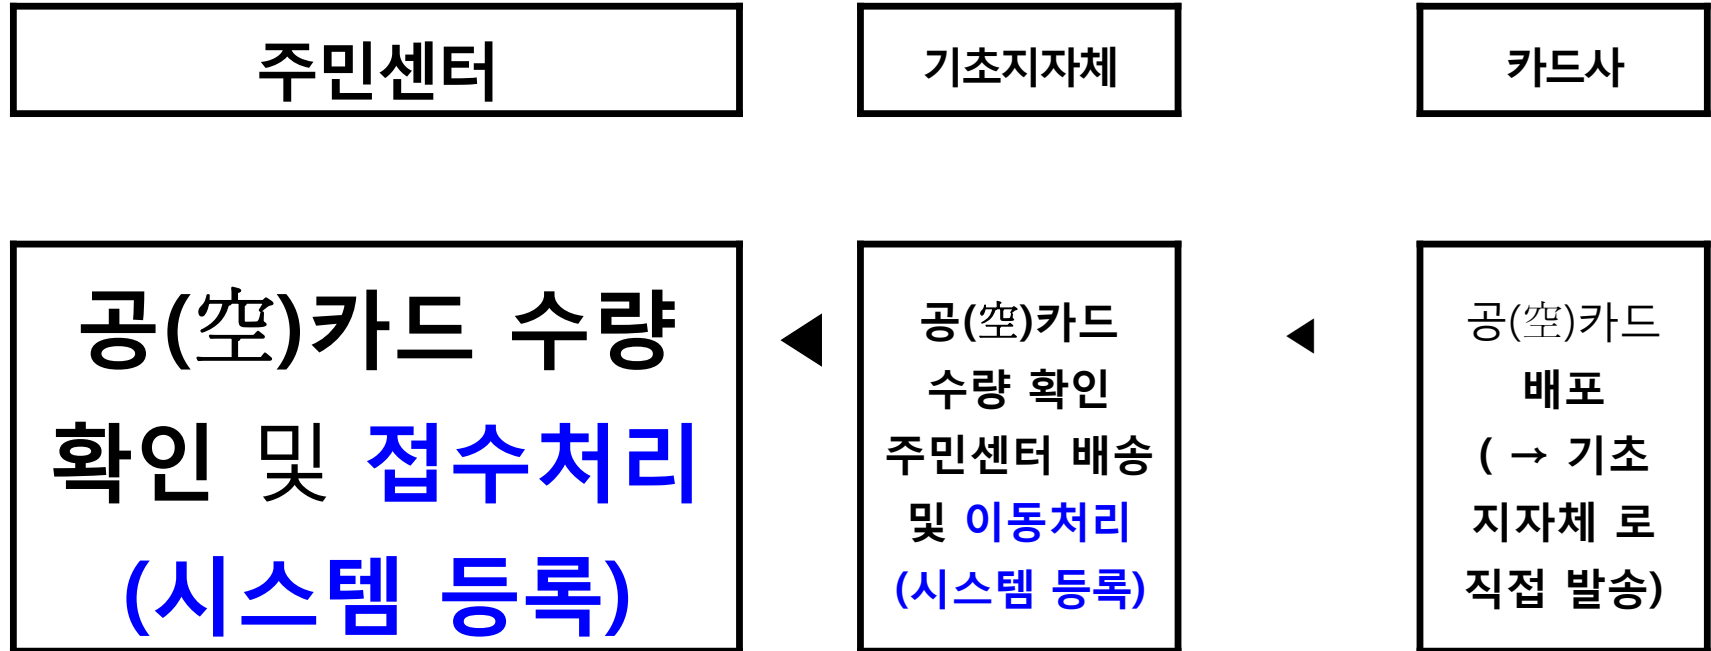 주민센터
기초지자체
카드사
공(空)카드 수량
확인 및 접수처리
(시스템 등록)
공(空)카드
수량 확인
주민센터 배송
및 이동처리
(시스템 등록)
공(空)카드
배포
( → 기초
지자체 로
직접 발송)